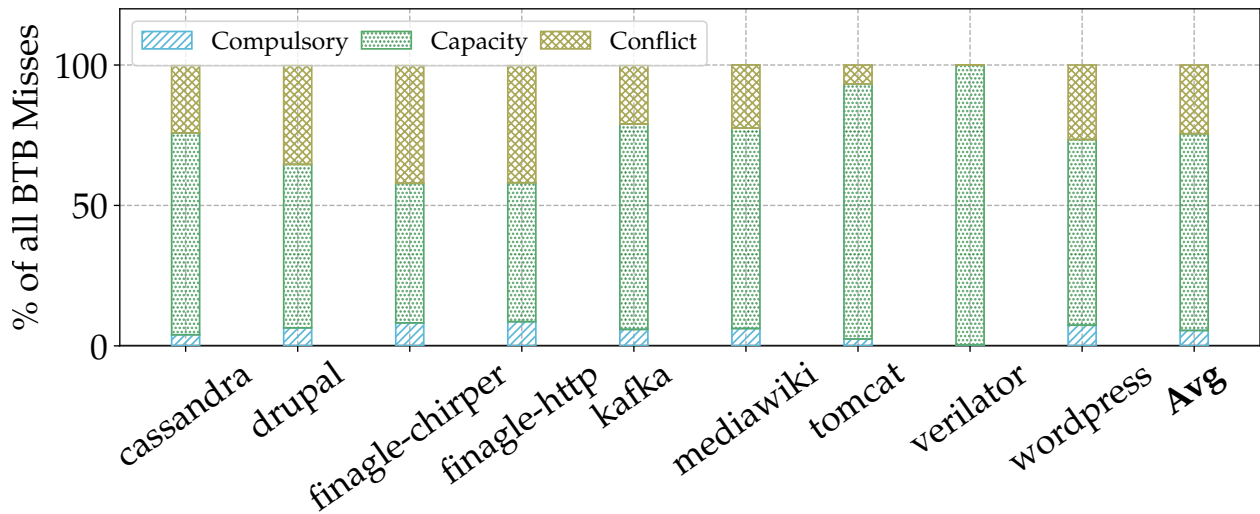 % of all BTB Misses
Compulsory Capacity Conflict
100
50
0
cassandra
drupal
finagle-chirper
finagle-http
kafka
mediawiki
tomcat
verilator
wordpress
Avg